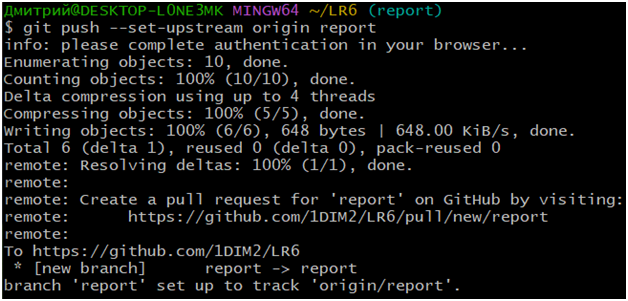 Дмитрий@DESKTOP-L0NE3MK MINGW64 ~/LR6 (report)
$ git push --set-upstream origin report
info: please complete authentication in your browser...
Enumerating objects: 10, done.
Counting objects: 100% (10/10), done.
Delta compression using up to 4 threads
Compressing objects: 100% (5/5), done.
Writing objects: 100% (6/6), 648 bytes | 648.00 KiB/s, done.
Total 6 (delta 1), reused 0 (delta 0), pack-reused 0
remote: Resolving deltas: 100% (1/1), done.
remote:
remote: Create a pull request for 'report' on GitHub by visiting:
remote:      https://github.com/1DIM2/LR6/pull/new/report
remote:
To https://github.com/1DIM2/LR6
 * [new branch]      report -> report
branch 'report' set up to track 'origin/report'.